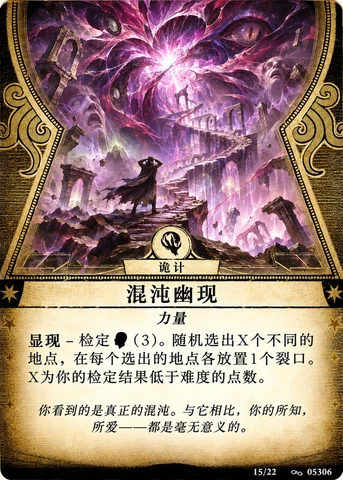 诡计
混沌幽现
力量
显现 – 检定（3）。随机选出X个不同的
地点，在每个选出的地点各放置1个裂口。
X为你的检定结果低于难度的点数。
你看到的是真正的混沌。与它相比，你的所知，
所爱——都是毫无意义的。
15/22 05306